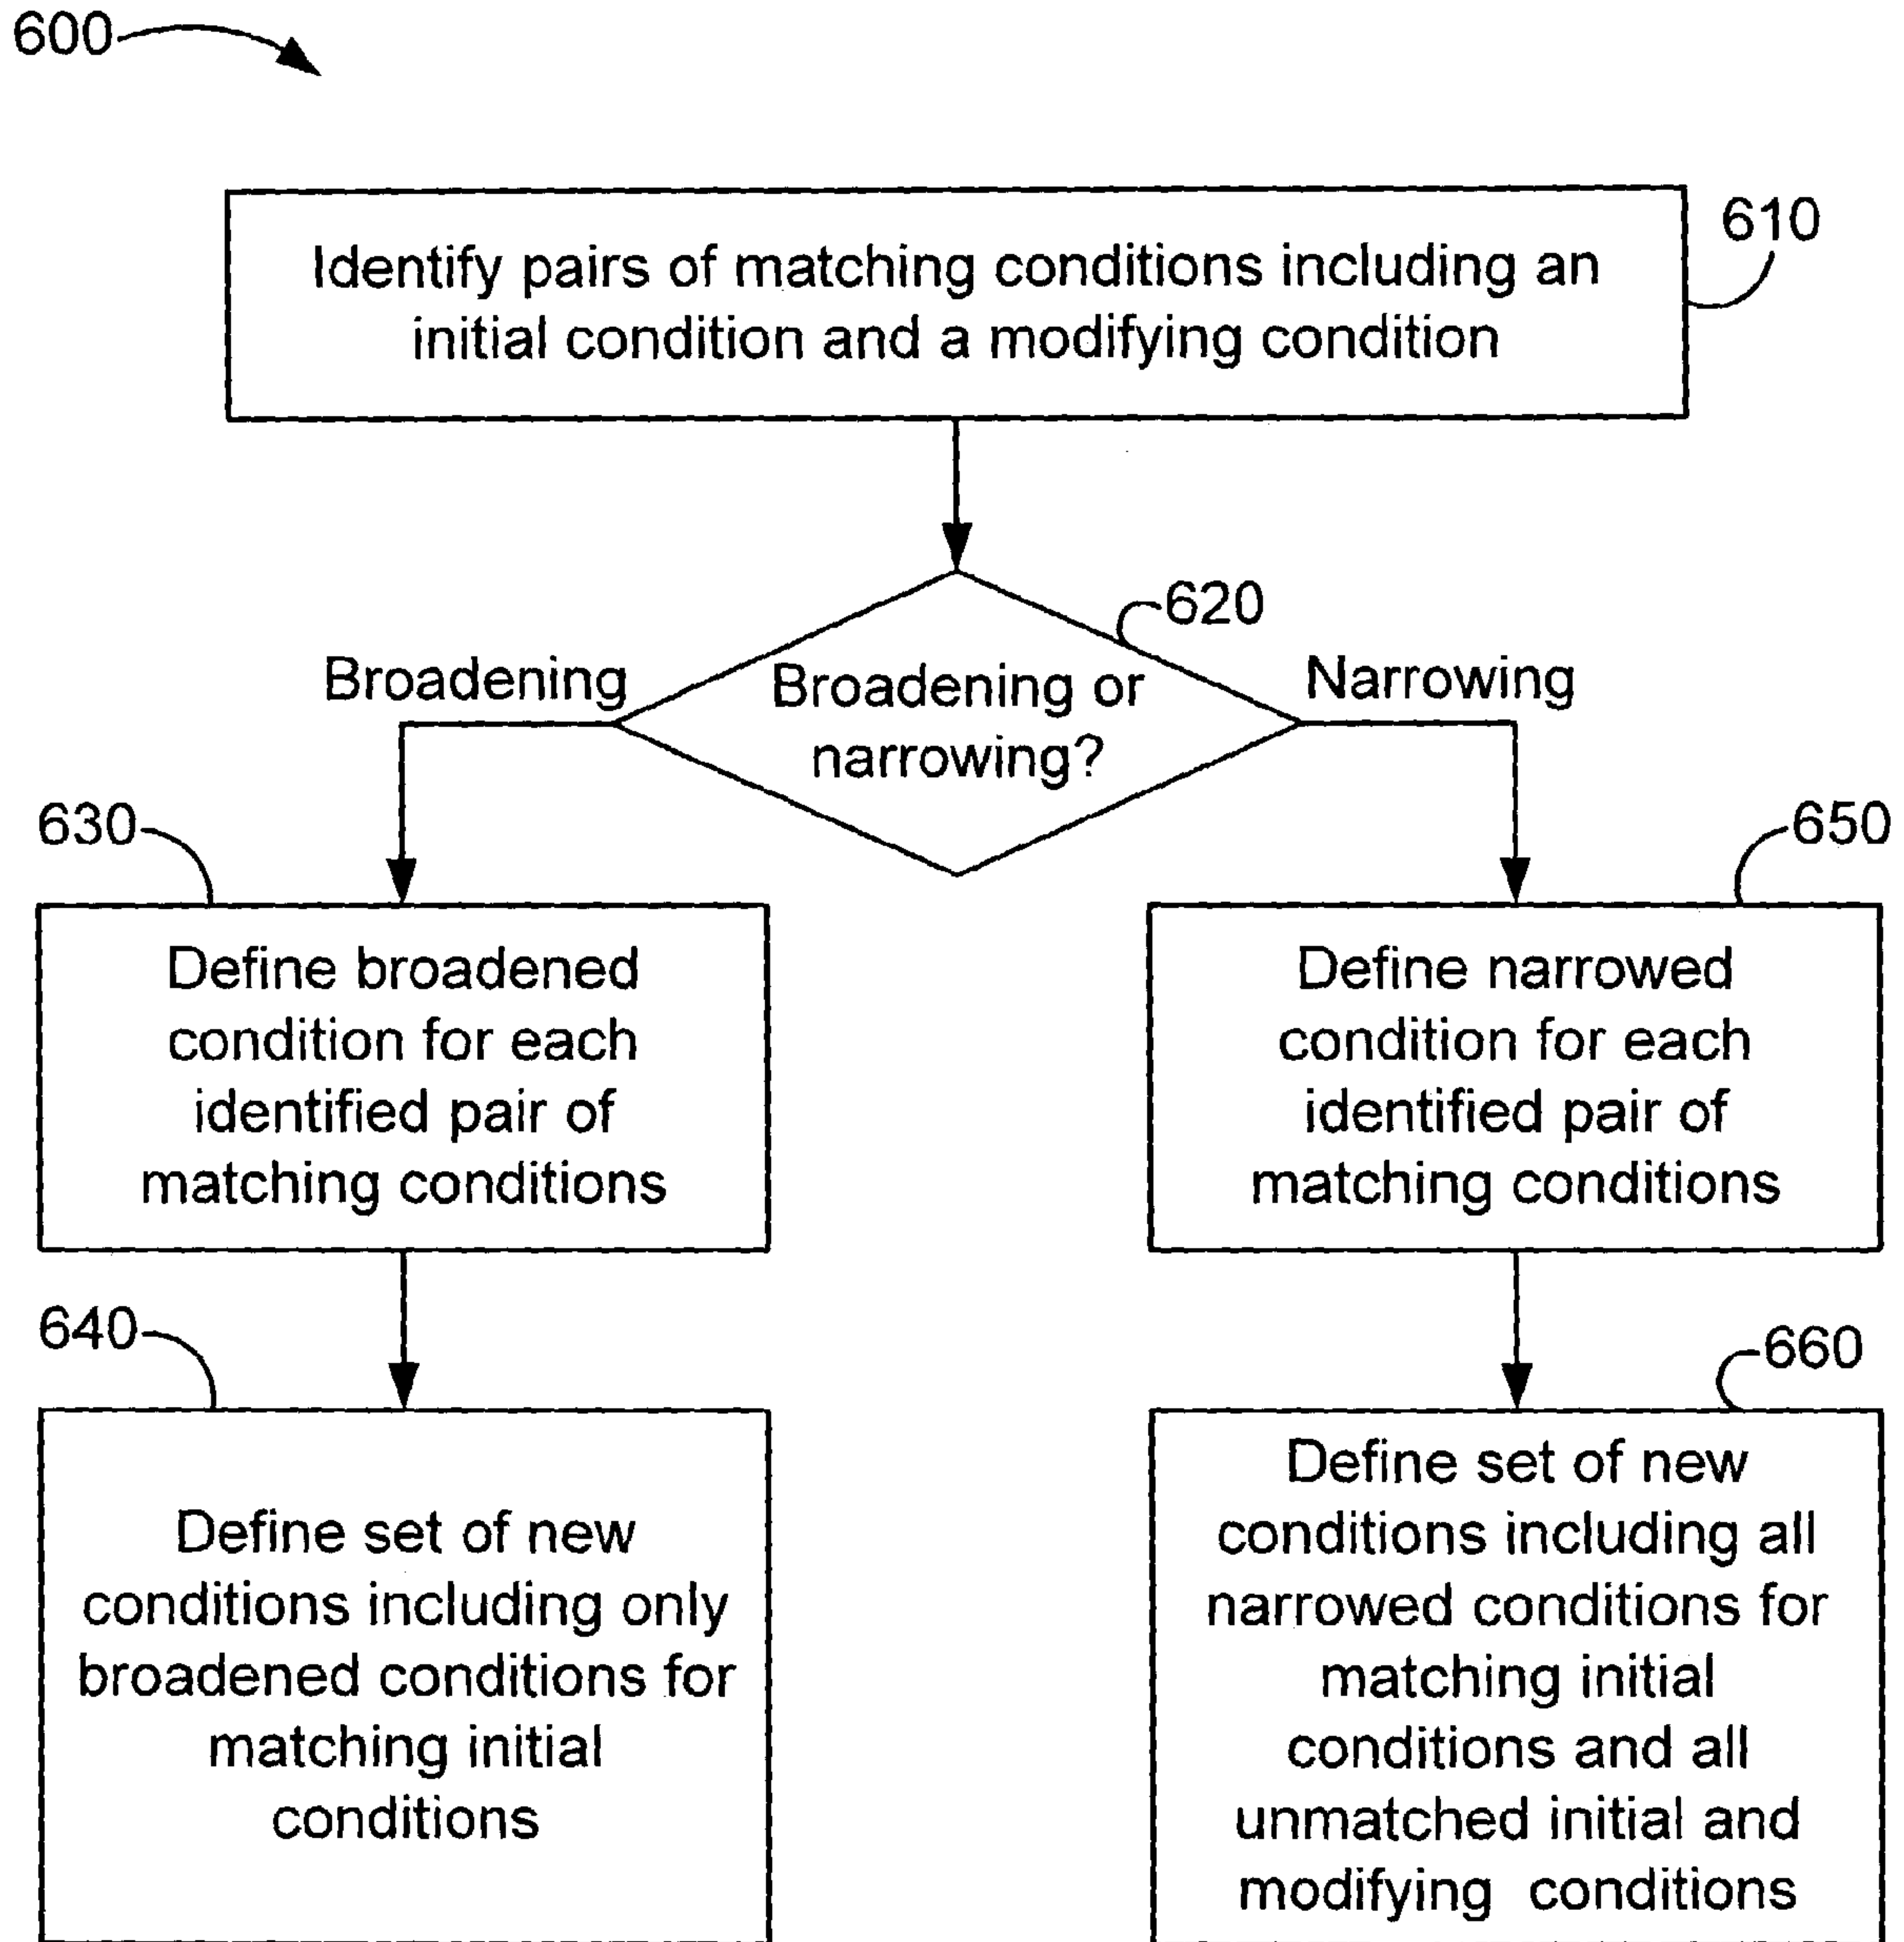 600
610
Identify pairs of matching conditions including an
initial condition and a modifying condition
620
Broadening
Broadening or
narrowing?
Narrowing
630
650
Define broadened
condition for each
identified pair of
matching conditions
Define narrowed
condition for each
identified pair of
matching conditions
640
660
Define set of new
conditions including only
broadened conditions for
matching initial
conditions
Define set of new
conditions including all
narrowed conditions for
matching initial
conditions and all
unmatched initial and
modifying conditions